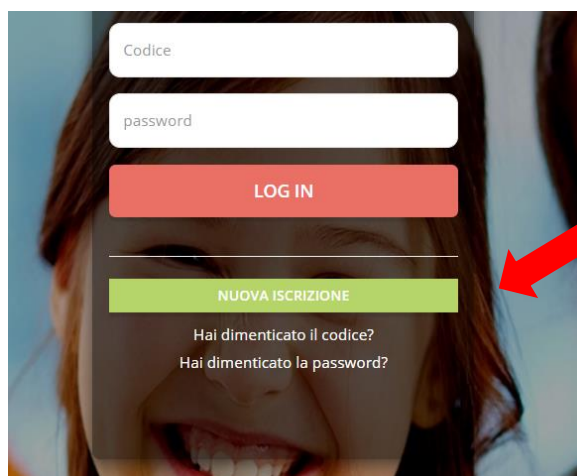 Codice
password
LOG IN
NUOVA ISCRIZIONE
Hai dimenticato il codice?
Hai dimenticato la password?